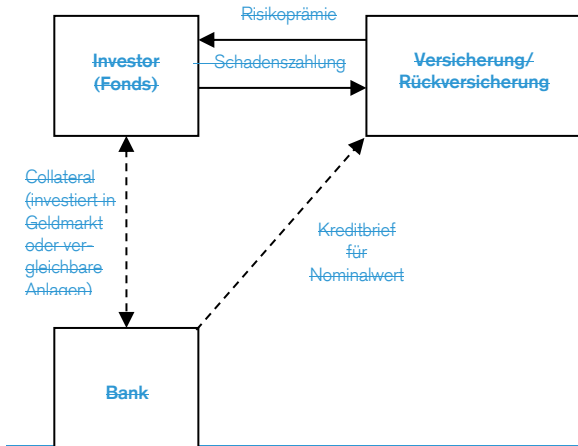 Risikoprämie
Investor
(Fonds)
Schadenszahlung
Versicherung/
Rückversicherung
Collateral
(investiert in
Geldmarkt
oder ver-
gleichbare
Anlagen)
Kreditbrief
für
Nominalwert
Bank